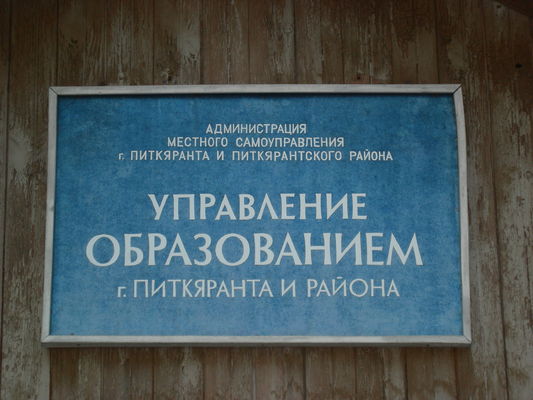 АДМИНИСТРАЦИЯ
МЕСТНОГО САМОУПРАВЛЕНИЯ
г. ПИТКЯРАНТА И ПИТКЯРАНТСКОГО РАЙОНА
УПРАВЛЕНИЕ
ОБРАЗОВАНИЕМ
г. ПИТКЯРАНТА И РАЙОНА